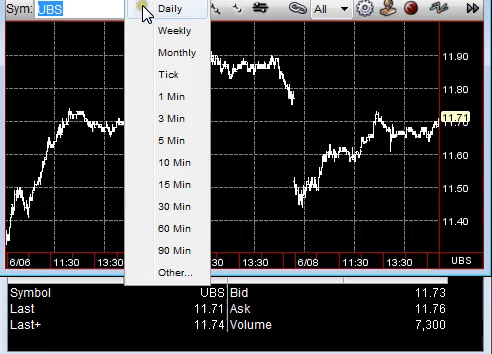 Sym: UBS All
Daily
Weekly
Monthly
Tick
1 Min
3 Min
5 Min
10 Min
15 Min
30 Min
60 Min
90 Min
Other...
11.90
11.80
11.71
11.60
11.50
11.40
6/06 11:30 13:30 13:30 6/08 11:30 13:30 UBS
Symbol UBS Bid 11.73
Last 11.71 Ask 11.76
Last+ 11.74 Volume 7,300